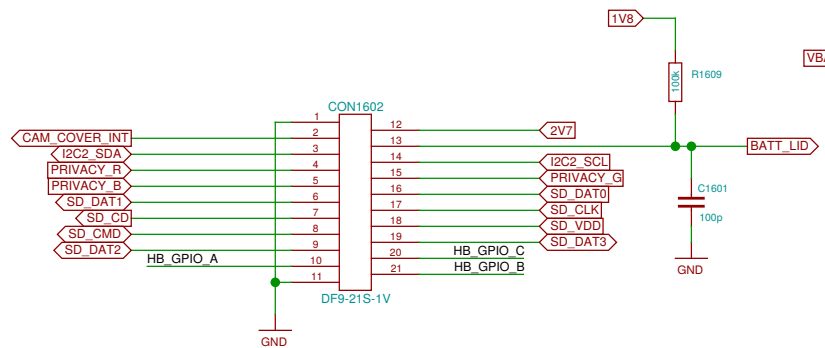 1V8
VBA
100k
R1609
CON1602
1
12
2V7
CAM_COVER_INT
2
13
BATT_LID
I2C2_SDA
3
14
I2C2_SCL
PRIVACY_R
4
15
PRIVACY_G
PRIVACY_B
5
16
SD_DAT0
C1601
SD_DAT1
6
17
SD_CLK
100p
SD_CD
7
18
SD_VDD
SD_CMD
8
19
SD_DAT3
SD_DAT2
9
20
HB_GPIO_C
HB_GPIO_A
10
21
HB_GPIO_B
11
GND
DF9-21S-1V
GND